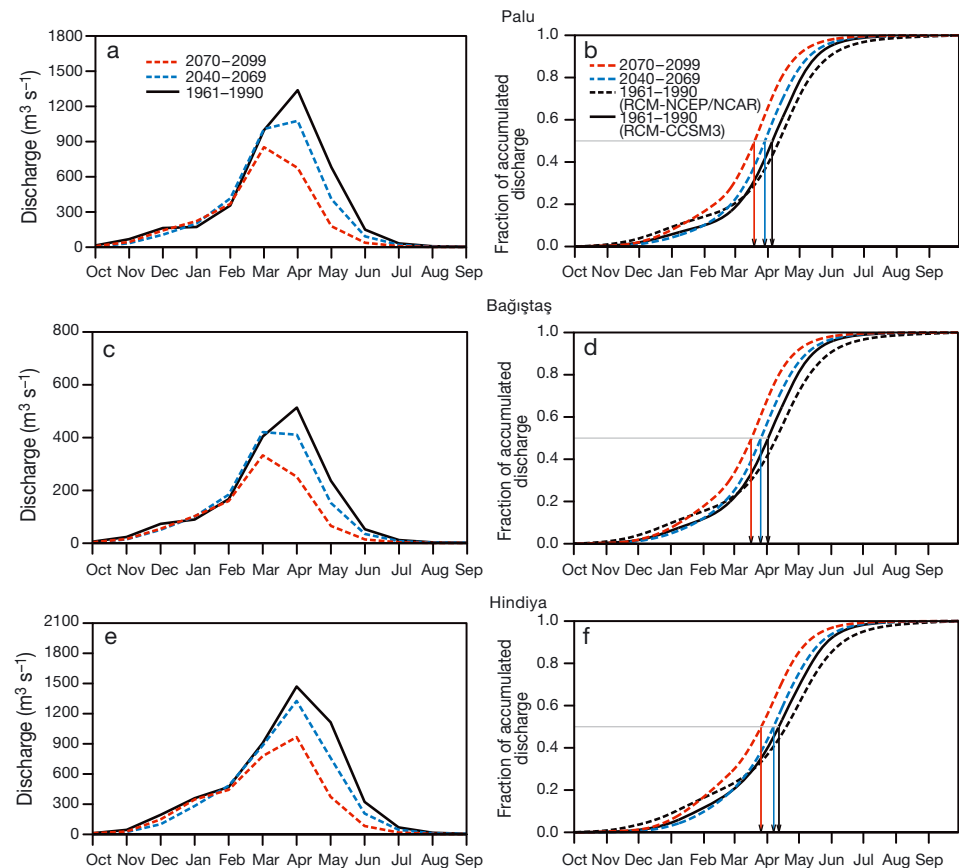 Palu
a
2070–2099
2040–2069
1961–1990
Discharge (m³ s⁻¹)
1800
1500
1200
900
600
300
0
Oct Nov Dec Jan Feb Mar Apr May Jun Jul Aug Sep
b
2070–2099
2040–2069
1961–1990
(RCM-NCEP/NCAR)
1961–1990
(RCM-CCSM3)
Fraction of accumulated
discharge
1.0
0.8
0.6
0.4
0.2
0.0
Oct Nov Dec Jan Feb Mar Apr May Jun Jul Aug Sep
Bağıştaş
c
Discharge (m³ s⁻¹)
800
600
400
200
0
Oct Nov Dec Jan Feb Mar Apr May Jun Jul Aug Sep
d
Fraction of accumulated
discharge
1.0
0.8
0.6
0.4
0.2
0.0
Oct Nov Dec Jan Feb Mar Apr May Jun Jul Aug Sep
Hindiya
e
Discharge (m³ s⁻¹)
2100
1800
1500
1200
900
600
300
0
Oct Nov Dec Jan Feb Mar Apr May Jun Jul Aug Sep
f
Fraction of accumulated
discharge
1.0
0.8
0.6
0.4
0.2
0.0
Oct Nov Dec Jan Feb Mar Apr May Jun Jul Aug Sep